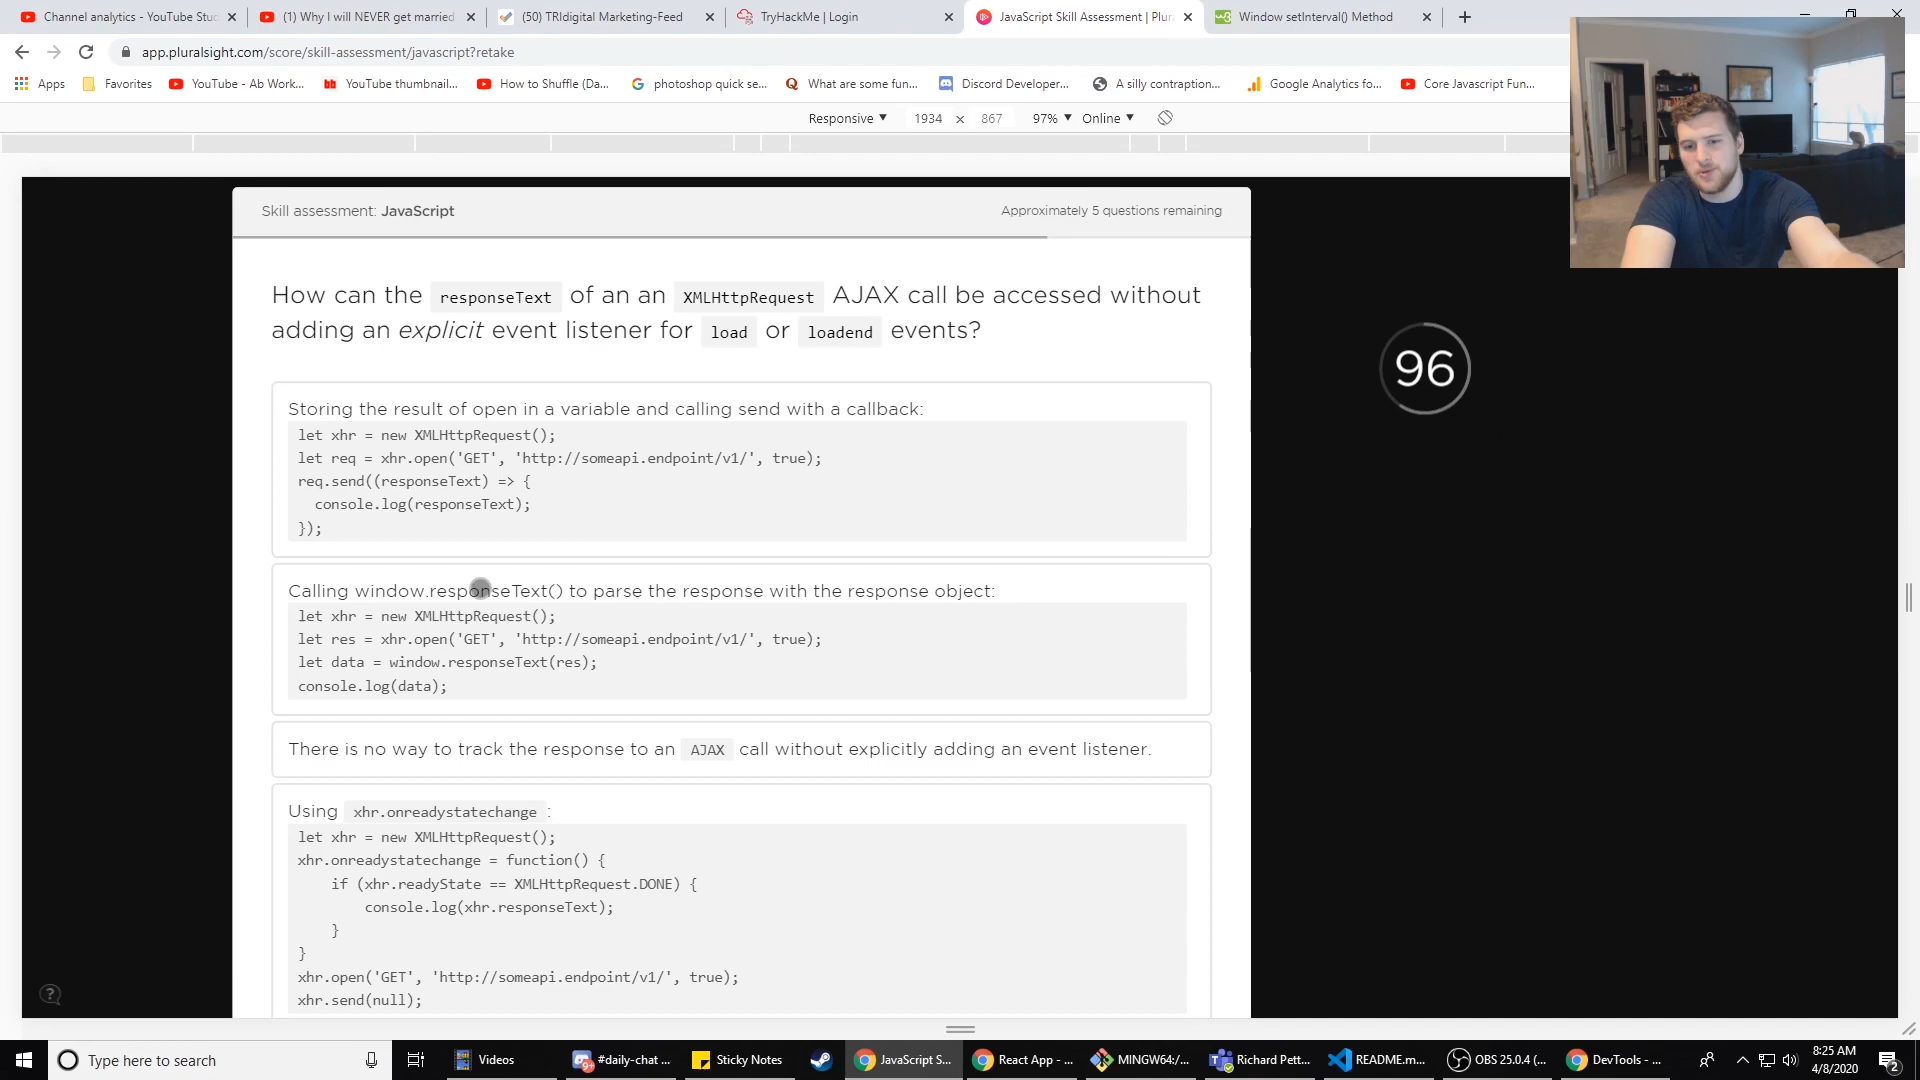 Channel analytics - YouTube Stu
(1) Why I will NEVER get married
(50) TRIdigital Marketing-Feed
TryHackMe | Login
JavaScript Skill Assessment | Plur
Window setInterval() Method
app.pluralsight.com/score/skill-assessment/javascript?retake
Apps
Favorites
YouTube - Ab Work...
YouTube thumbnail...
How to Shuffle (Da...
photoshop quick se...
What are some fun...
Discord Developer...
A silly contraption...
Google Analytics fo...
Core Javascript Fun...
Responsive ▼ 1934 × 867 97% ▼ Online ▼
Skill assessment: JavaScript
Approximately 5 questions remaining
How can the responseText of an an XMLHttpRequest AJAX call be accessed without
adding an explicit event listener for load or loadend events?
96
Storing the result of open in a variable and calling send with a callback:
let xhr = new XMLHttpRequest();
let req = xhr.open('GET', 'http://someapi.endpoint/v1/', true);
req.send((responseText) => {
console.log(responseText);
});
Calling window.responseText() to parse the response with the response object:
let xhr = new XMLHttpRequest();
let res = xhr.open('GET', 'http://someapi.endpoint/v1/', true);
let data = window.responseText(res);
console.log(data);
There is no way to track the response to an AJAX call without explicitly adding an event listener.
Using xhr.onreadystatechange :
let xhr = new XMLHttpRequest();
xhr.onreadystatechange = function() {
if (xhr.readyState == XMLHttpRequest.DONE) {
console.log(xhr.responseText);
}
}
xhr.open('GET', 'http://someapi.endpoint/v1/', true);
xhr.send(null);
?
Type here to search
Videos
#daily-chat ...
Sticky Notes
JavaScript S...
React App - ...
MINGW64:/...
Richard Pett...
README.m...
OBS 25.0.4 (...
DevTools - ...
8:25 AM
4/8/2020
2